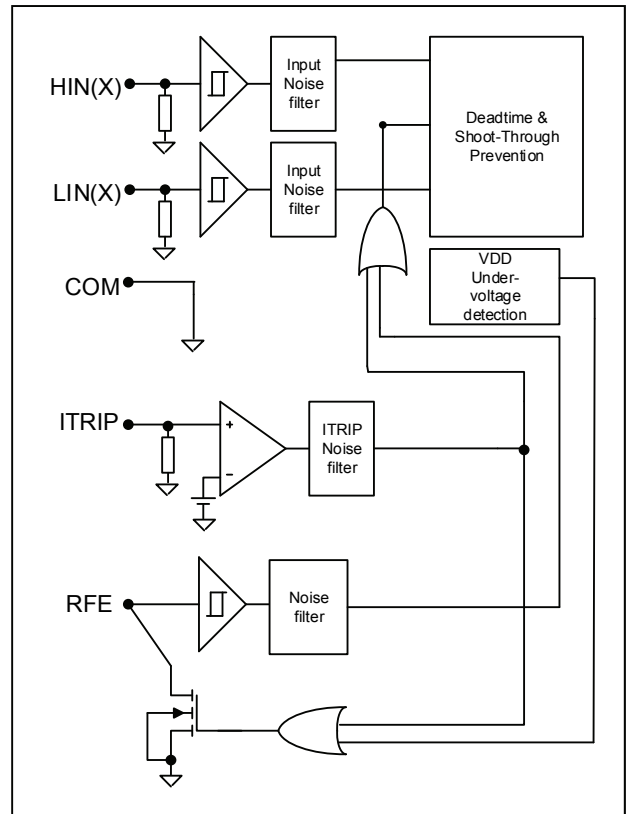 HIN(X)
Input
Noise
filter
Deadtime &
Shoot-Through
Prevention
LIN(X)
Input
Noise
filter
VDD
Under-
voltage
detection
COM
ITRIP
+
-
ITRIP
Noise
filter
RFE
Noise
filter